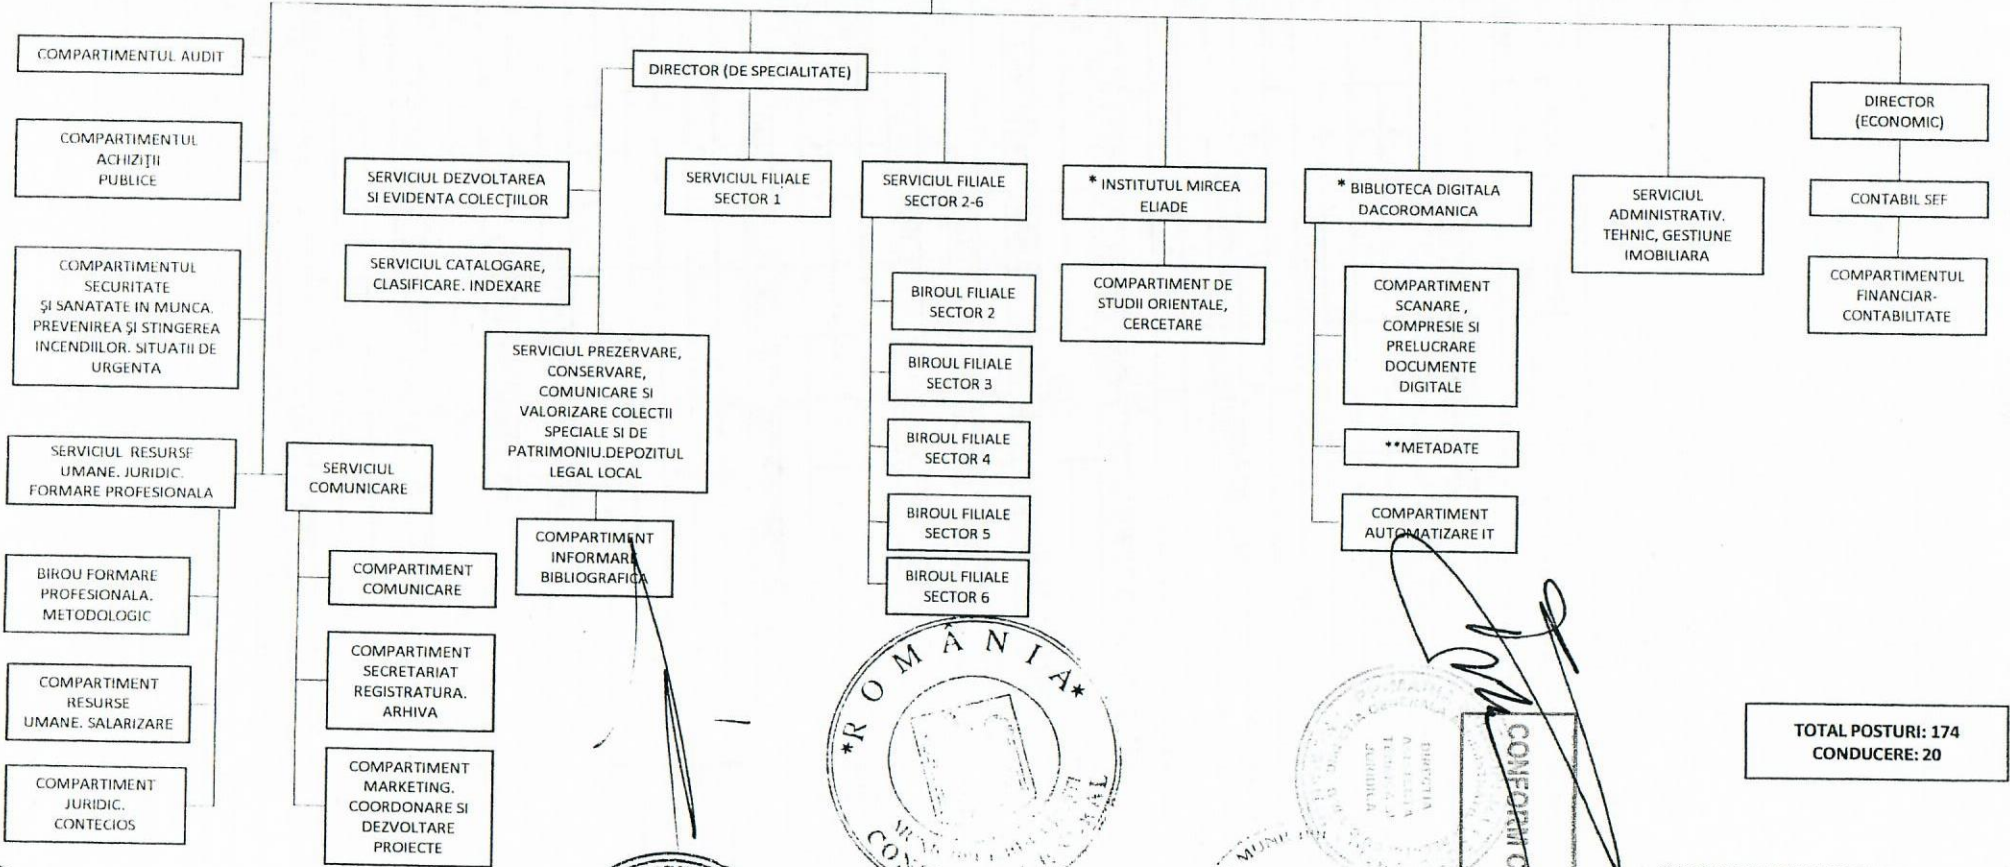 COMPARTIMENTUL AUDIT
COMPARTIMENTUL
ACHIZIŢII
PUBLICE
COMPARTIMENTUL
SECURITATE
ŞI SANATATE IN MUNCA.
PREVENIREA ŞI STINGEREA
INCENDIILOR. SITUATII DE
URGENTA
SERVICIUL RESURSE
UMANE. JURIDIC.
FORMARE PROFESIONALA
BIROU FORMARE
PROFESIONALA.
METODOLOGIC
COMPARTIMENT
RESURSE
UMANE. SALARIZARE
COMPARTIMENT
JURIDIC.
CONTECIOS
SERVICIUL
COMUNICARE
COMPARTIMENT
COMUNICARE
COMPARTIMENT
SECRETARIAT
REGISTRATURA.
ARHIVA
COMPARTIMENT
MARKETING.
COORDONARE SI
DEZVOLTARE
PROIECTE
DIRECTOR (DE SPECIALITATE)
SERVICIUL DEZVOLTAREA
SI EVIDENTA COLECŢIILOR
SERVICIUL CATALOGARE,
CLASIFICARE. INDEXARE
SERVICIUL PREZERVARE,
CONSERVARE,
COMUNICARE SI
VALORIZARE COLECTII
SPECIALE SI DE
PATRIMONIU.DEPOZITUL
LEGAL LOCAL
COMPARTIMENT
INFORMARE
BIBLIOGRAFICA
SERVICIUL FILIALE
SECTOR 1
SERVICIUL FILIALE
SECTOR 2-6
BIROUL FILIALE
SECTOR 2
BIROUL FILIALE
SECTOR 3
BIROUL FILIALE
SECTOR 4
BIROUL FILIALE
SECTOR 5
BIROUL FILIALE
SECTOR 6
* INSTITUTUL MIRCEA
ELIADE
COMPARTIMENT DE
STUDII ORIENTALE,
CERCETARE
* BIBLIOTECA DIGITALA
DACOROMANICA
COMPARTIMENT
SCANARE ,
COMPRESIE SI
PRELUCRARE
DOCUMENTE
DIGITALE
**METADATE
COMPARTIMENT
AUTOMATIZARE IT
SERVICIUL
ADMINISTRATIV.
TEHNIC, GESTIUNE
IMOBILIARA
DIRECTOR
(ECONOMIC)
CONTABIL SEF
COMPARTIMENTUL
FINANCIAR-
CONTABILITATE
*ROMÂNIA*
DIRECTIA
JURIDICA
CONFORM C
TOTAL POSTURI: 174
CONDUCERE: 20